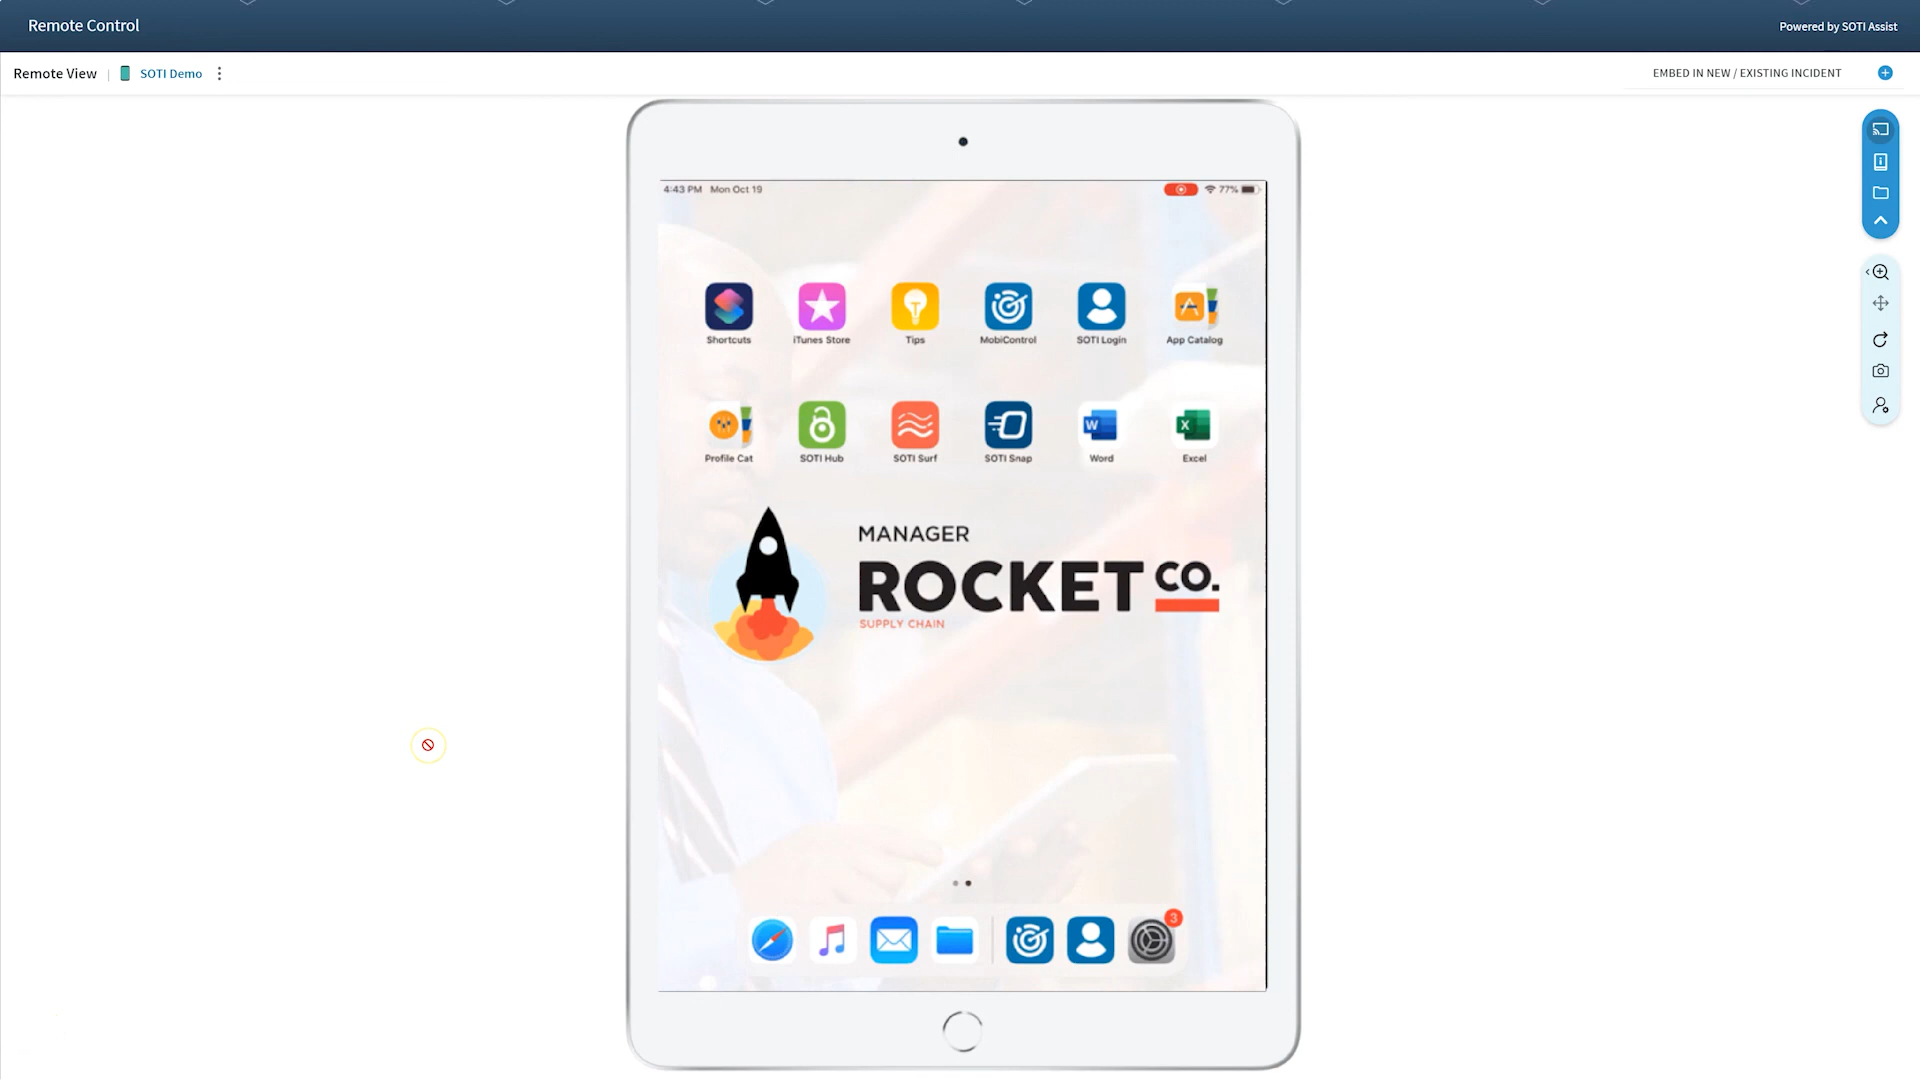 Remote Control
Powered by SOTI Assist
Remote View | SOTI Demo
EMBED IN NEW / EXISTING INCIDENT
4:43 PM Mon Oct 19
77%
Shortcuts iTunes Store Tips MobiControl SOTI Login App Catalog
Profile Cat SOTI Hub SOTI Surf SOTI Snap Word Excel
MANAGER
ROCKET CO.
SUPPLY CHAIN
3